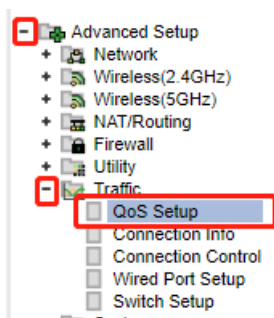 Advanced Setup
Network
Wireless(2.4GHz)
Wireless(5GHz)
NAT/Routing
Firewall
Utility
Traffic
QoS Setup
Connection Info
Connection Control
Wired Port Setup
Switch Setup